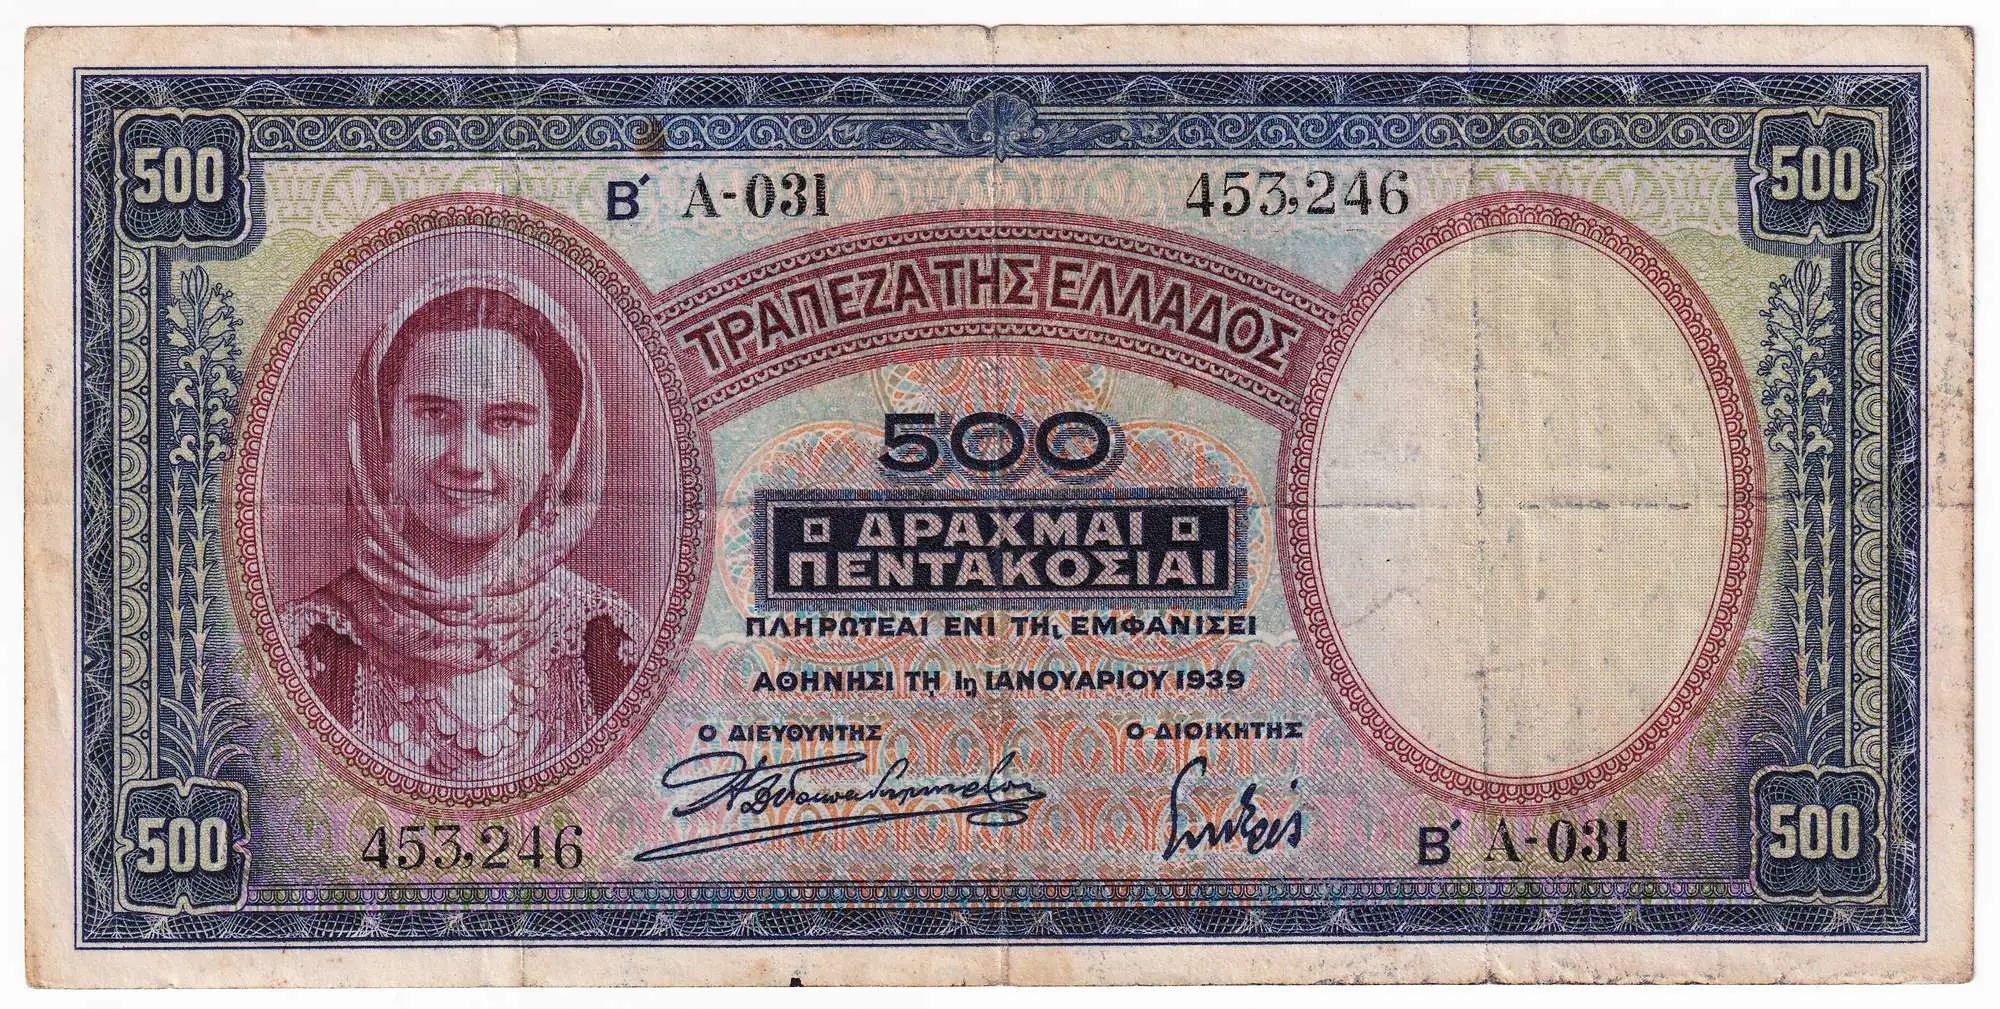 500
500
Β΄ Α-031
453,246
ΤΡΑΠΕΖΑ ΤΗΣ ΕΛΛΑΔΟΣ
500
ΔΡΑΧΜΑΙ
ΠΕΝΤΑΚΟΣΙΑΙ
ΠΛΗΡΩΤΕΑΙ ΕΝΙ ΤΗι ΕΜΦΑΝΙΣΕΙ
ΑΘΗΝΗΣΙ ΤΗ 1η ΙΑΝΟΥΑΡΙΟΥ 1939
Ο ΔΙΕΥΘΥΝΤΗΣ
Ο ΔΙΟΙΚΗΤΗΣ
453,246
Β΄ Α-031
500
500